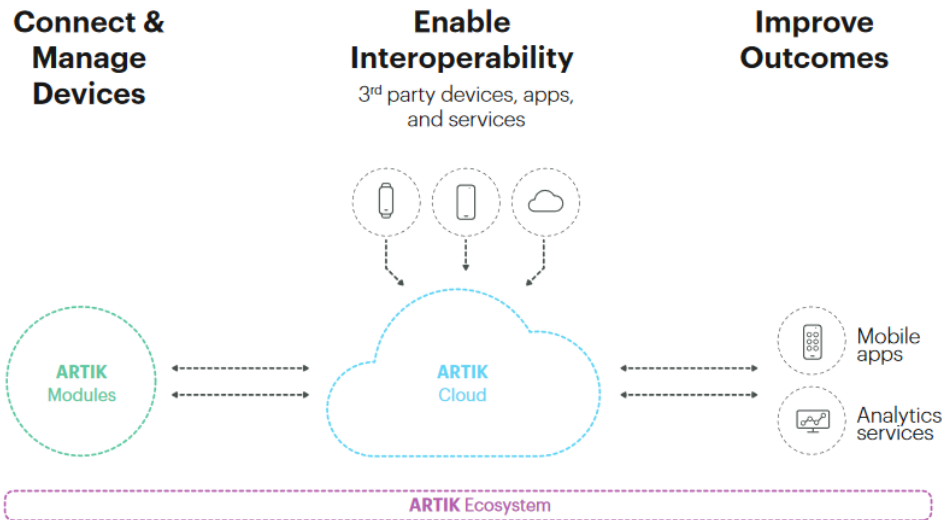 Connect &
Manage
Devices
Enable
Interoperability
3rd party devices, apps,
and services
Improve
Outcomes
ARTIK
Modules
ARTIK
Cloud
Mobile
apps
Analytics
services
ARTIK Ecosystem